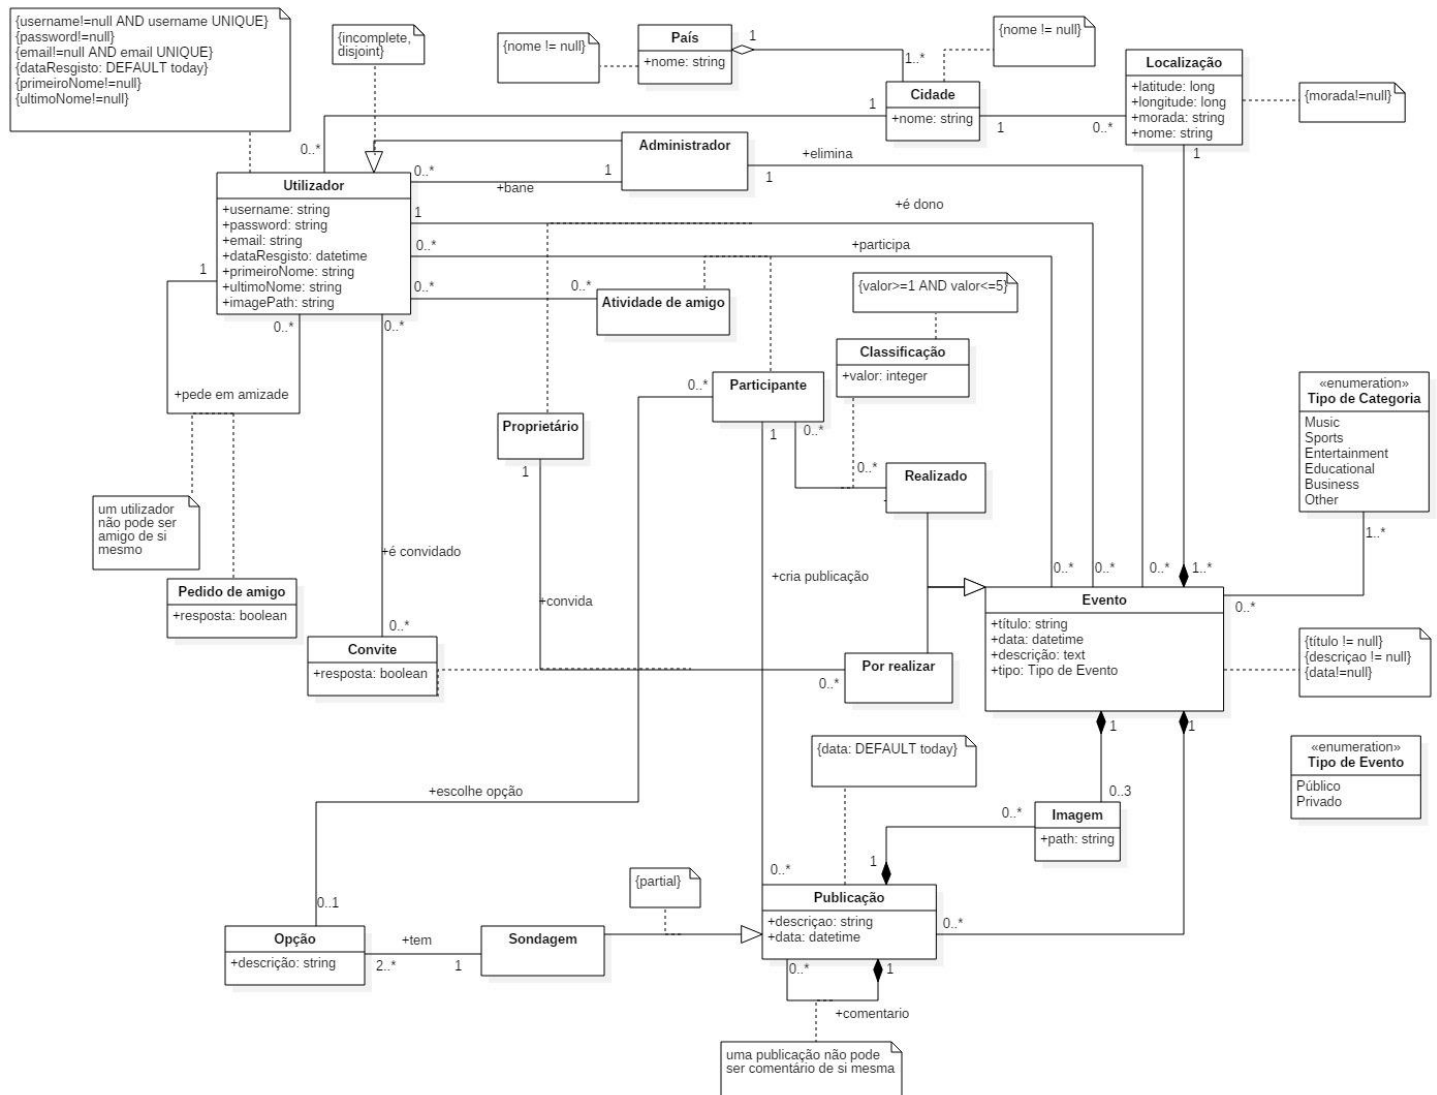 {username!=null AND username UNIQUE}
{password!=null}
{email!=null AND email UNIQUE}
{dataResgisto: DEFAULT today}
{primeiroNome!=null}
{ultimoNome!=null}
{incomplete,
disjoint}
{nome != null}
País
+nome: string
1
1..*
{nome != null}
Cidade
+nome: string
1
1
0..*
Localização
+latitude: long
+longitude: long
+morada: string
+nome: string
1
{morada!=null}
0..*
Administrador
0..*
1
+bane
1
+elimina
Utilizador
+username: string
+password: string
+email: string
+dataResgisto: datetime
+primeiroNome: string
+ultimoNome: string
+imagePath: string
1
+é dono
0..*
+participa
0..*
0..*
Atividade de amigo
1
0..*
0..*
+pede em amizade
{valor>=1 AND valor<=5}
Classificação
+valor: integer
0..*
Participante
1
0..*
Proprietário
1
0..*
Realizado
«enumeration»
Tipo de Categoria
Music
Sports
Entertainment
Educational
Business
Other
1..*
um utilizador
não pode ser
amigo de si
mesmo
+é convidado
Pedido de amigo
+resposta: boolean
+convida
+cria publicação
0..*
0..*
0..*
1..*
0..*
Evento
+título: string
+data: datetime
+descrição: text
+tipo: Tipo de Evento
{título != null}
{descriçao != null}
{data!=null}
0..*
Convite
+resposta: boolean
Por realizar
0..*
1
1
«enumeration»
Tipo de Evento
Público
Privado
{data: DEFAULT today}
+escolhe opção
0..3
0..*
Imagem
+path: string
1
0..*
{partial}
Publicação
+descriçao: string
+data: datetime
0..*
0..1
Opção
+descrição: string
+tem
2..*
1
Sondagem
0..*
1
+comentario
uma publicação não pode
ser comentário de si mesma